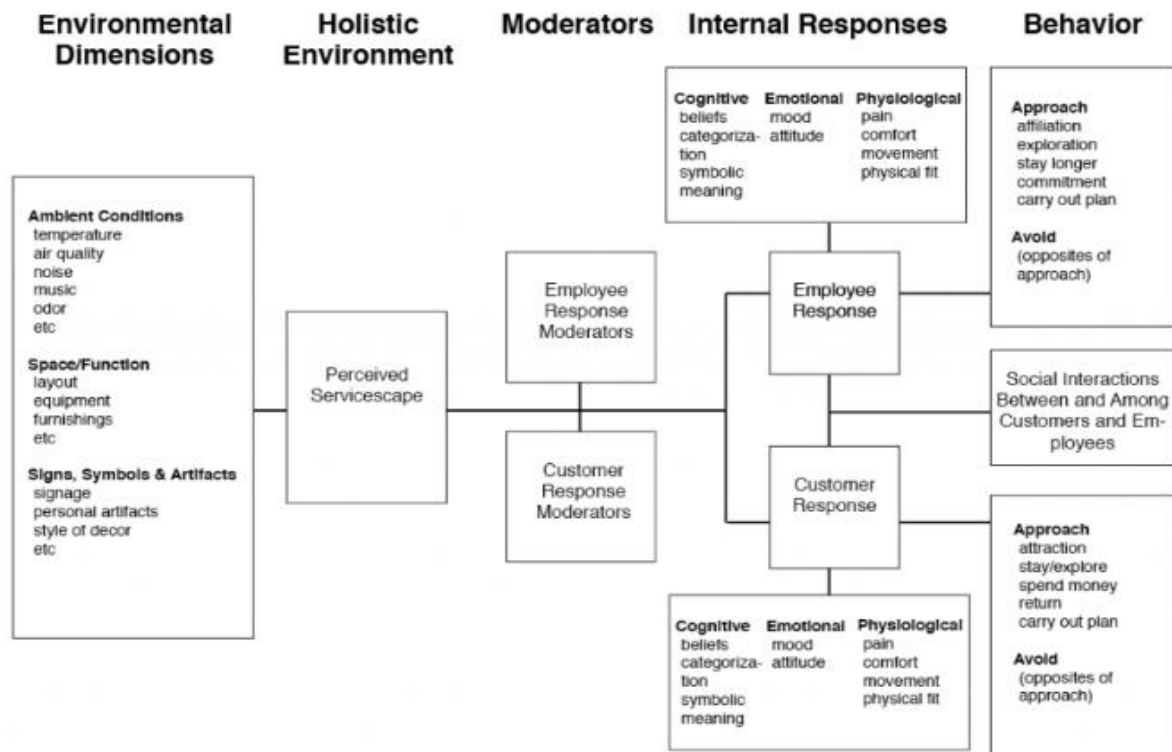 Environmental
Dimensions
Holistic
Environment
Moderators
Internal Responses
Behavior
Ambient Conditions
temperature
air quality
noise
music
odor
etc
Space/Function
layout
equipment
furnishings
etc
Signs, Symbols & Artifacts
signage
personal artifacts
style of decor
etc
Perceived
Servicescape
Employee
Response
Moderators
Customer
Response
Moderators
Cognitive
beliefs
categoriza-
tion
symbolic
meaning
Emotional
mood
attitude
Physiological
pain
comfort
movement
physical fit
Employee
Response
Customer
Response
Cognitive
beliefs
categoriza-
tion
symbolic
meaning
Emotional
mood
attitude
Physiological
pain
comfort
movement
physical fit
Approach
affiliation
exploration
stay longer
commitment
carry out plan
Avoid
(opposites of
approach)
Social Interactions
Between and Among
Customers and Em-
ployees
Approach
attraction
stay/explore
spend money
return
carry out plan
Avoid
(opposites of
approach)